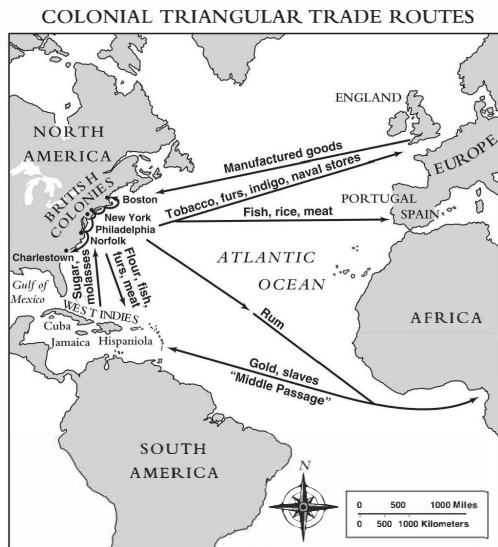 COLONIAL TRIANGULAR TRADE ROUTES
ENGLAND
NORTH
AMERICA
EUROPE
Manufactured goods
Tobacco, furs, indigo, naval stores
BRITISH
COLONIES
Boston
PORTUGAL
SPAIN
Fish, rice, meat
New York
Philadelphia
Norfolk
Charlestown
Sugar,
molasses
Flour, fish,
furs, meat
ATLANTIC
OCEAN
Gulf of
Mexico
WEST INDIES
Cuba
Jamaica
Hispaniola
Rum
AFRICA
Gold, slaves
"Middle Passage"
SOUTH
AMERICA
N
0 500 1000 Miles
0 500 1000 Kilometers